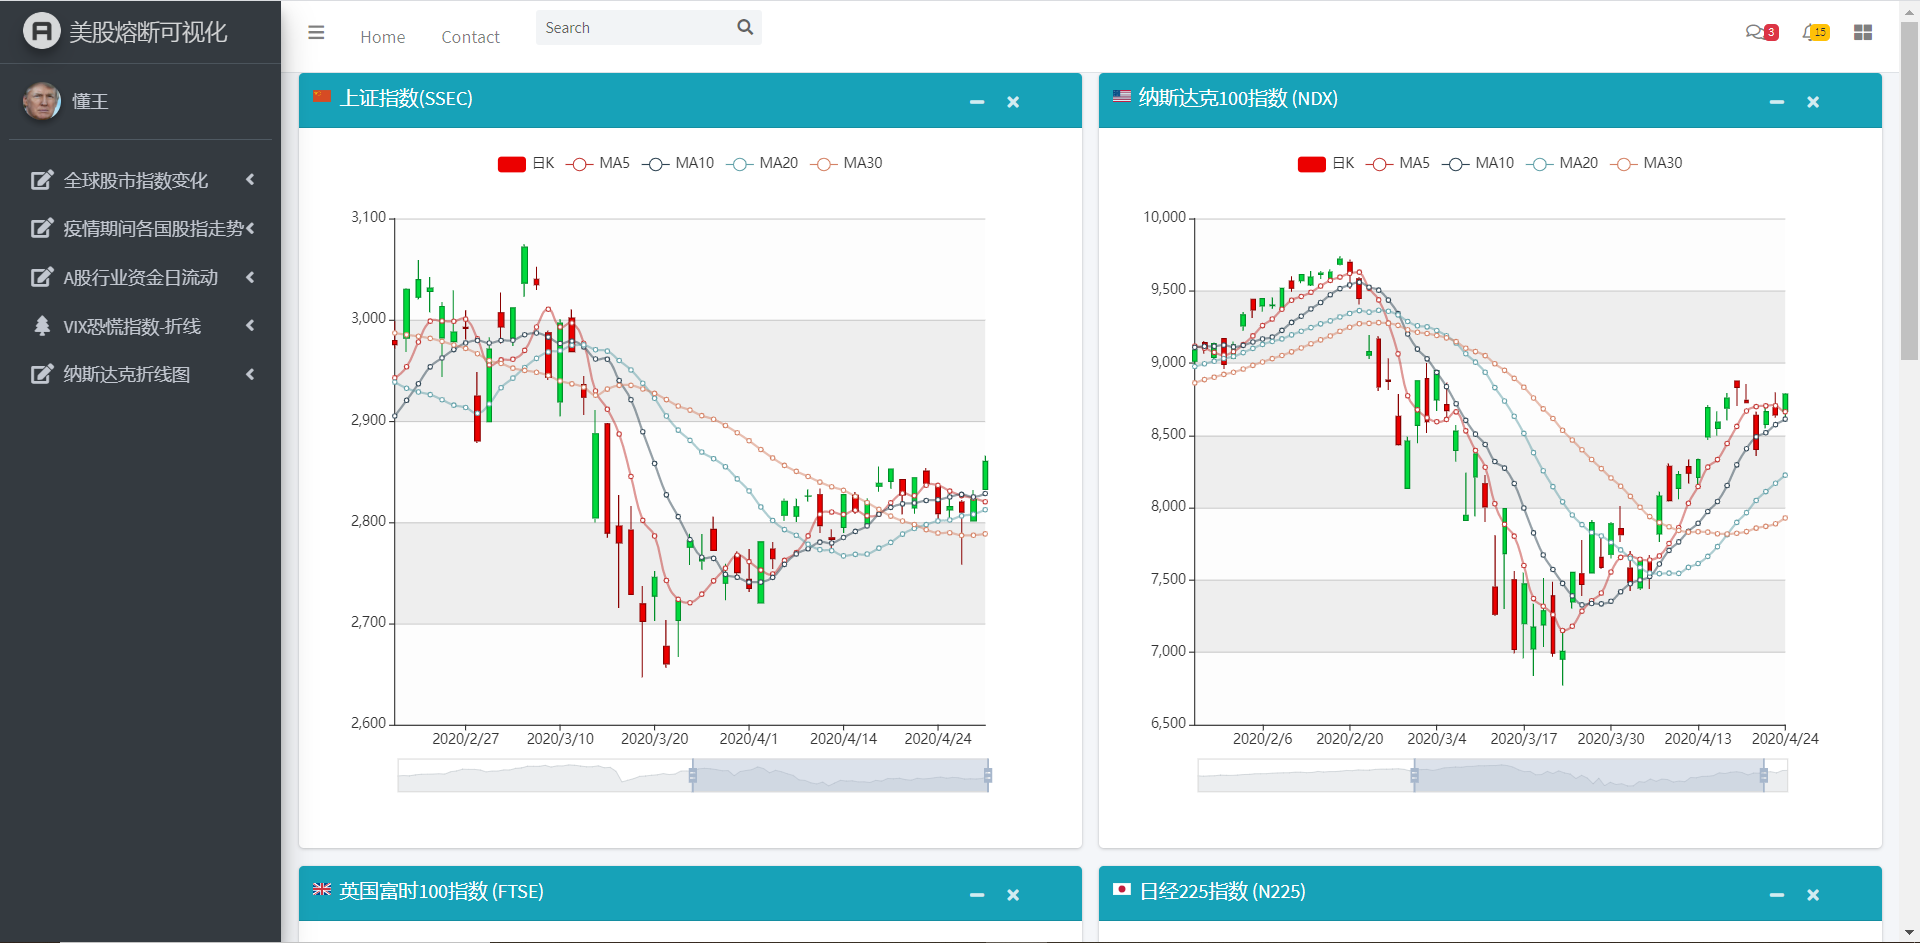 美股熔断可视化
懂王
全球股市指数变化
疫情期间各国股指走势
A股行业资金日流动
VIX恐慌指数-折线
纳斯达克折线图
Home
Contact
Search
3
15
上证指数(SSEC)
日K MA5 MA10 MA20 MA30
3,100
3,000
2,900
2,800
2,700
2,600
2020/2/27 2020/3/10 2020/3/20 2020/4/1 2020/4/14 2020/4/24
纳斯达克100指数 (NDX)
日K MA5 MA10 MA20 MA30
10,000
9,500
9,000
8,500
8,000
7,500
7,000
6,500
2020/2/6 2020/2/20 2020/3/4 2020/3/17 2020/3/30 2020/4/13 2020/4/24
英国富时100指数 (FTSE)
日经225指数 (N225)